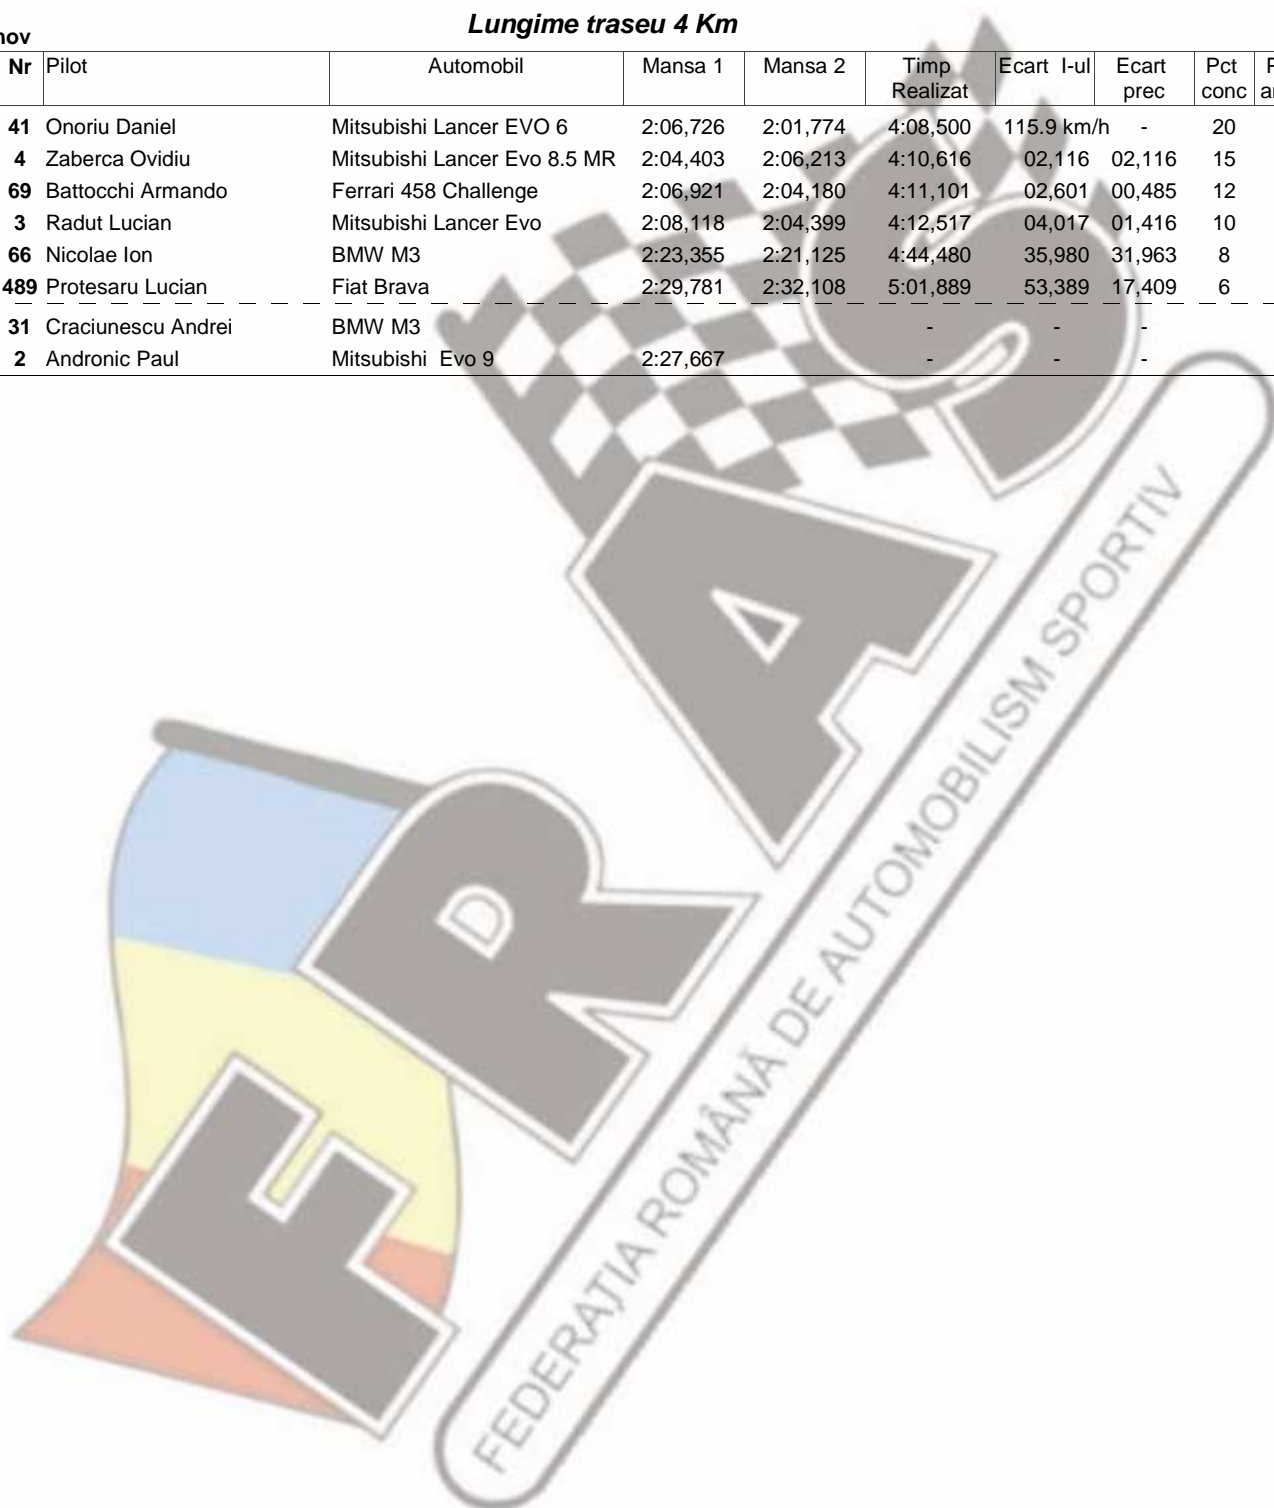 Lungime traseu 4 Km
nov
Nr Pilot Automobil Mansa 1 Mansa 2 Timp Realizat Ecart I-ul Ecart prec Pct conc
41 Onoriu Daniel Mitsubishi Lancer EVO 6 2:06,726 2:01,774 4:08,500 115.9 km/h - 20
4 Zaberca Ovidiu Mitsubishi Lancer Evo 8.5 MR 2:04,403 2:06,213 4:10,616 02,116 02,116 15
69 Battocchi Armando Ferrari 458 Challenge 2:06,921 2:04,180 4:11,101 02,601 00,485 12
3 Radut Lucian Mitsubishi Lancer Evo 2:08,118 2:04,399 4:12,517 04,017 01,416 10
66 Nicolae Ion BMW M3 2:23,355 2:21,125 4:44,480 35,980 31,963 8
489 Protesaru Lucian Fiat Brava 2:29,781 2:32,108 5:01,889 53,389 17,409 6
31 Craciunescu Andrei BMW M3 - - -
2 Andronic Paul Mitsubishi Evo 9 2:27,667 - - -
FRAS
FEDERAŢIA ROMÂNĂ DE AUTOMOBILISM SPORTIV